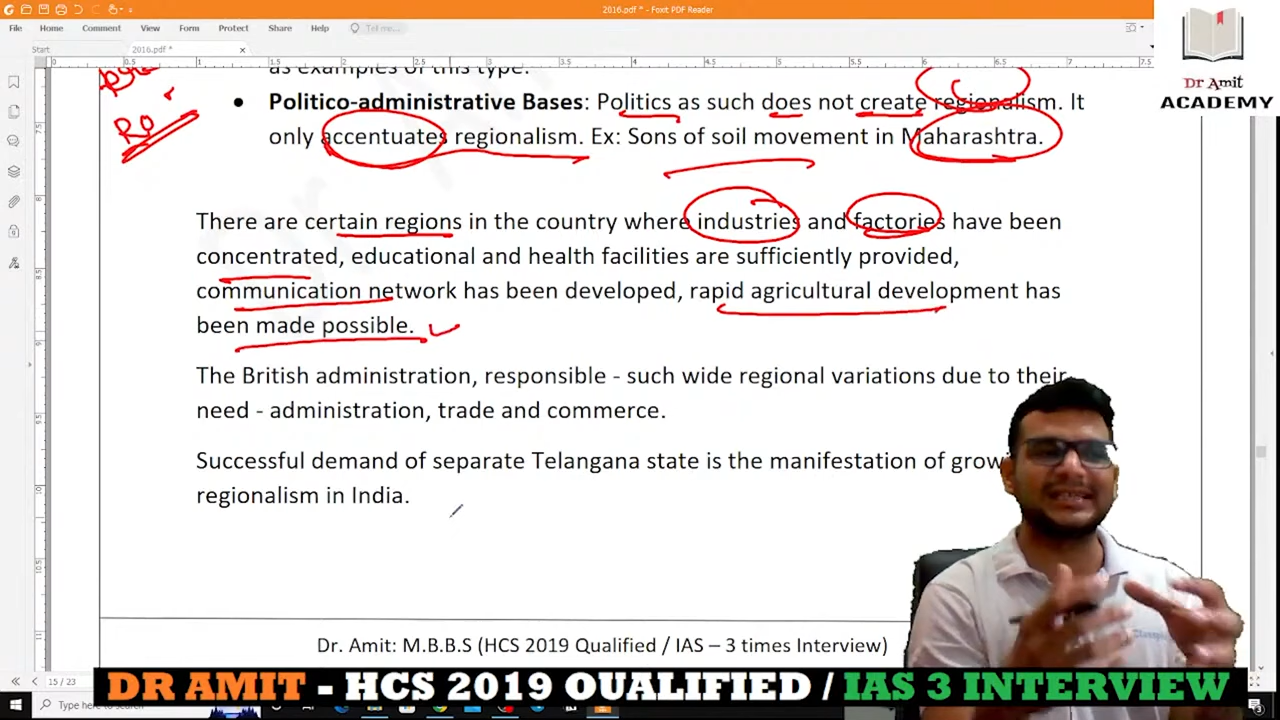 2016.pdf * - Foxit PDF Reader
File Home Comment View Form Protect Share Help Tell me...
Start 2016.pdf *
as examples of this type.
RO
• Politico-administrative Bases: Politics as such does not create regionalism. It
only accentuates regionalism. Ex: Sons of soil movement in Maharashtra.
There are certain regions in the country where industries and factories have been
concentrated, educational and health facilities are sufficiently provided,
communication network has been developed, rapid agricultural development has
been made possible.
The British administration, responsible - such wide regional variations due to their
need - administration, trade and commerce.
Successful demand of separate Telangana state is the manifestation of
regionalism in India.
Dr. Amit: M.B.B.S (HCS 2019 Qualified / IAS – 3 times Interview)
Dr Amit
ACADEMY
15 / 23
DR AMIT - HCS 2019 QUALIFIED / IAS 3 INTERVIEW
Type here to search